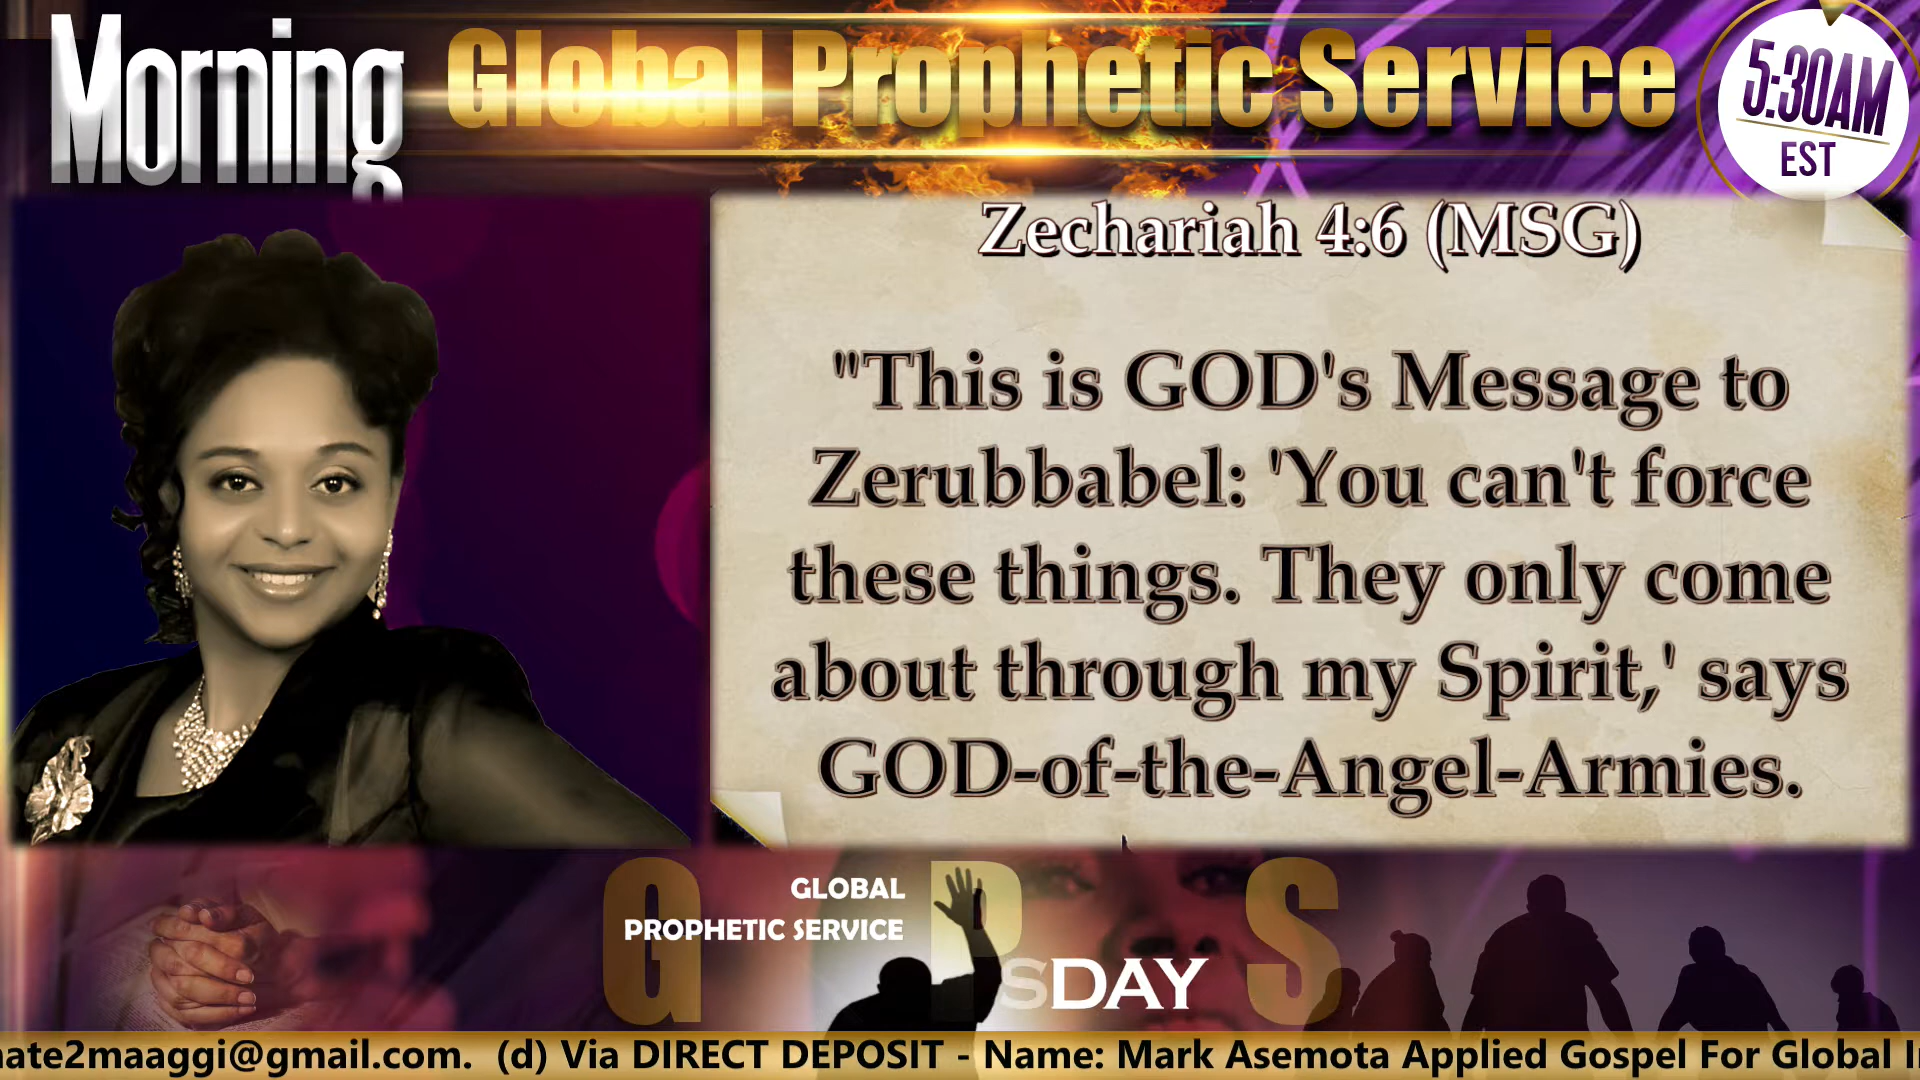 Morning Global Prophetic Service
5:30AM
EST
Zechariah 4:6 (MSG)
"This is GOD's Message to
Zerubbabel: 'You can't force
these things. They only come
about through my Spirit,' says
GOD-of-the-Angel-Armies.
G P S
GLOBAL
PROPHETIC SERVICE
SDAY
ate2maaggi@gmail.com. (d) Via DIRECT DEPOSIT - Name: Mark Asemota Applied Gospel For Global